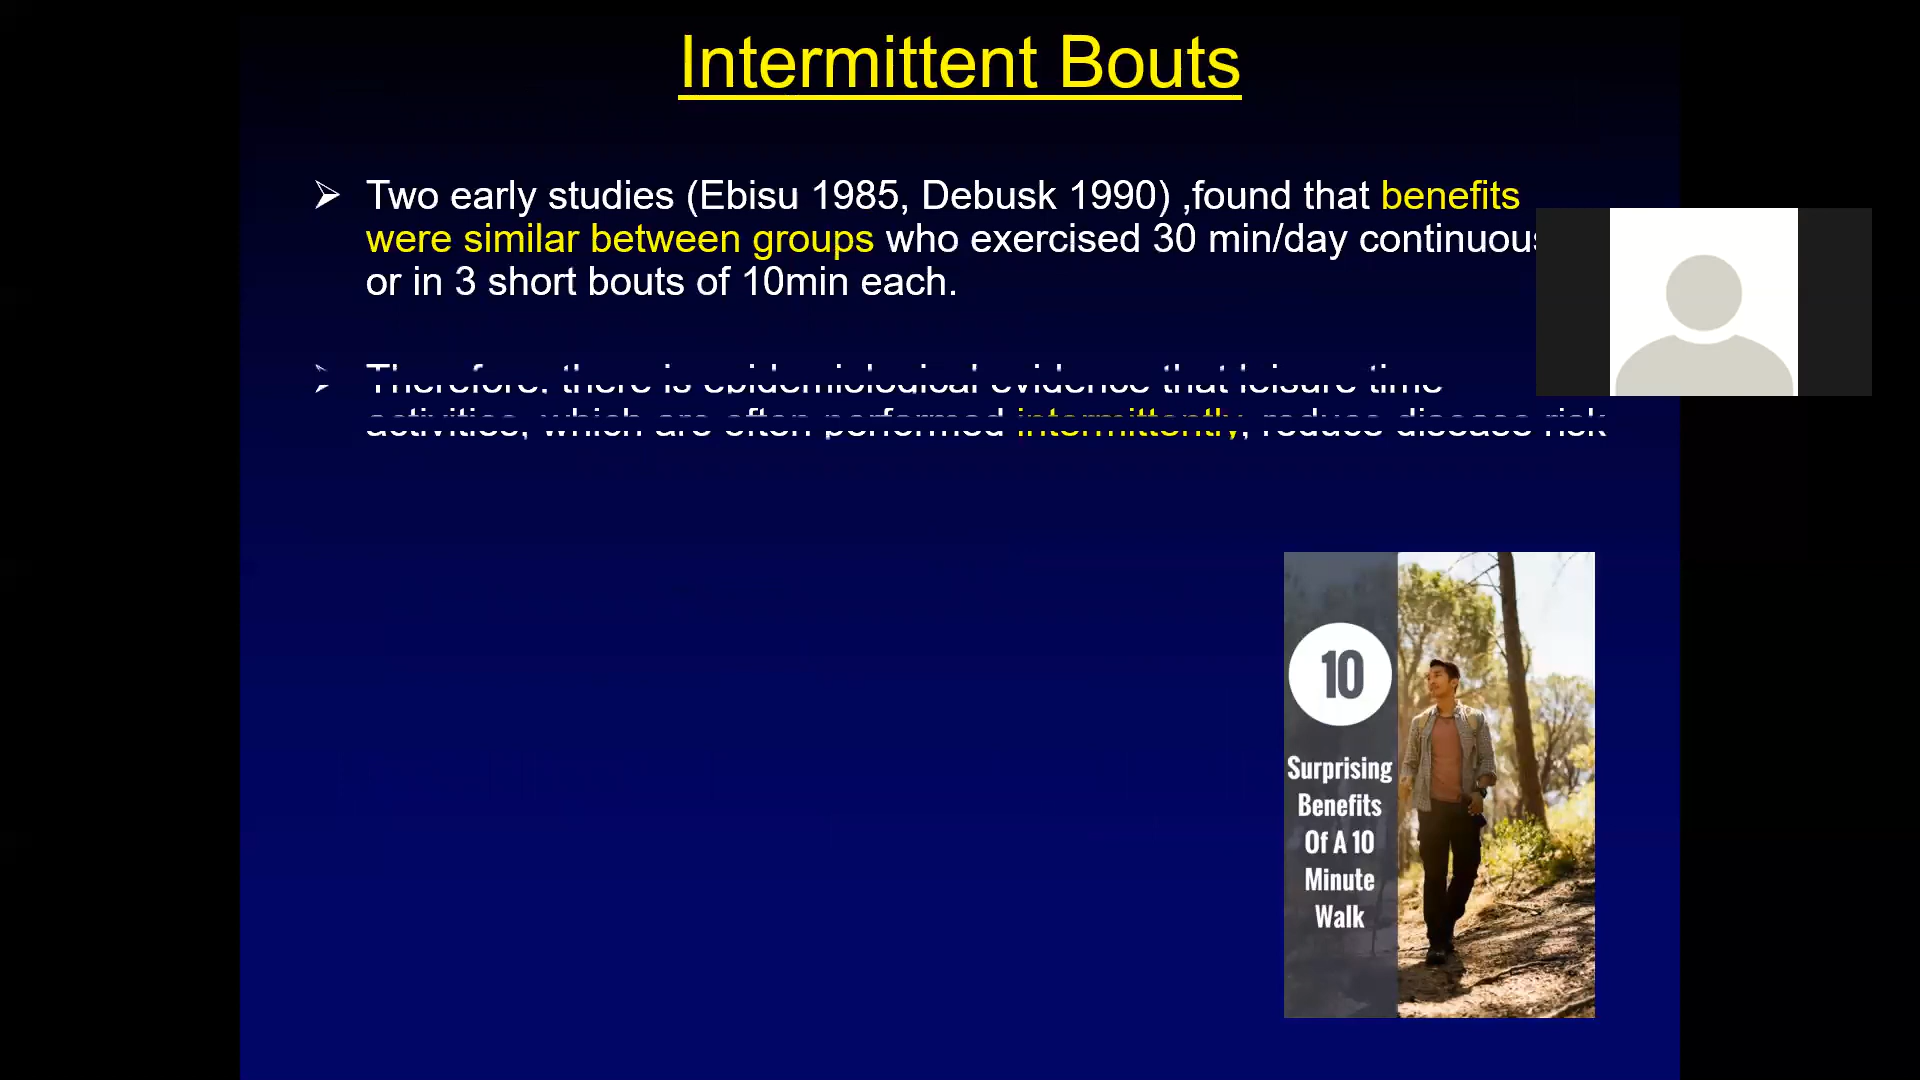 Intermittent Bouts
Two early studies (Ebisu 1985, Debusk 1990) ,found that benefits
were similar between groups who exercised 30 min/day continuous
or in 3 short bouts of 10min each.
Therefore, there is epidemiological evidence that leisure time
activities, which are often performed intermittently, reduce disease risk
10
Surprising
Benefits
Of A 10
Minute
Walk